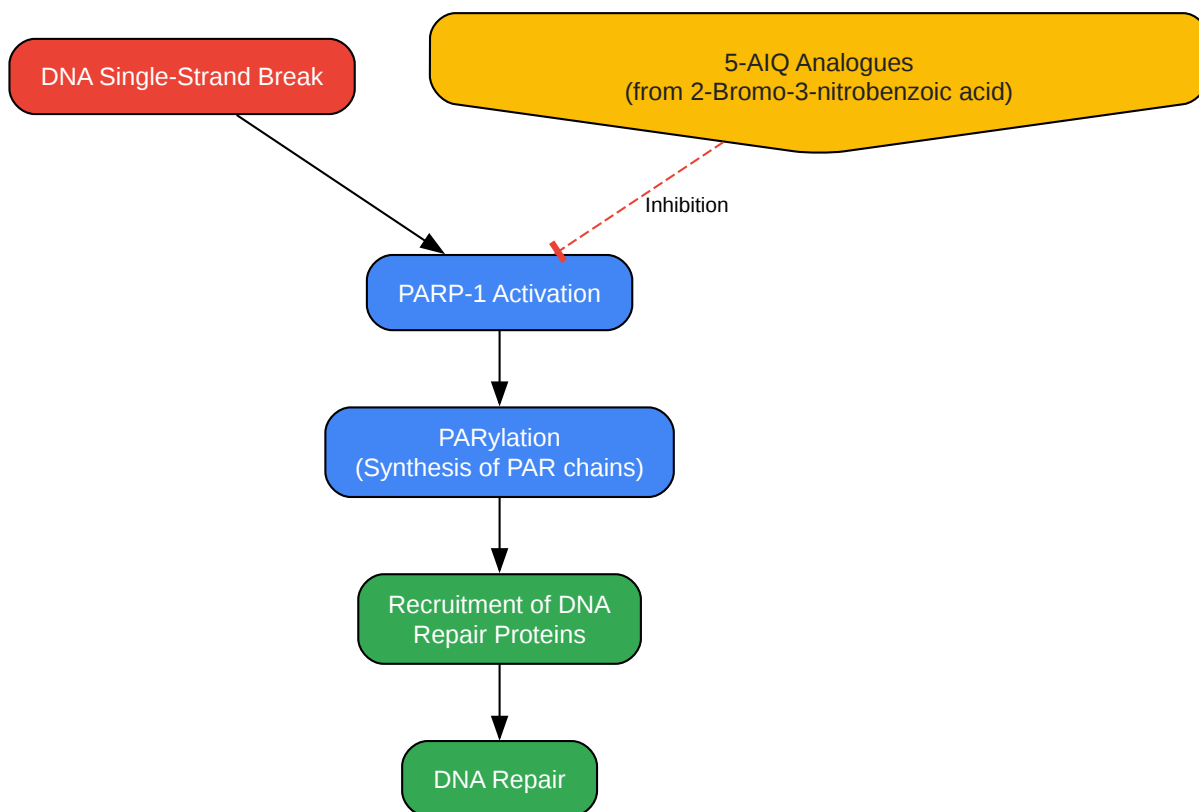 DNA Single-Strand Break
5-AIQ Analogues
(from 2-Bromo-3-nitrobenzoic acid)
Inhibition
PARP-1 Activation
PARylation
(Synthesis of PAR chains)
Recruitment of DNA
Repair Proteins
DNA Repair